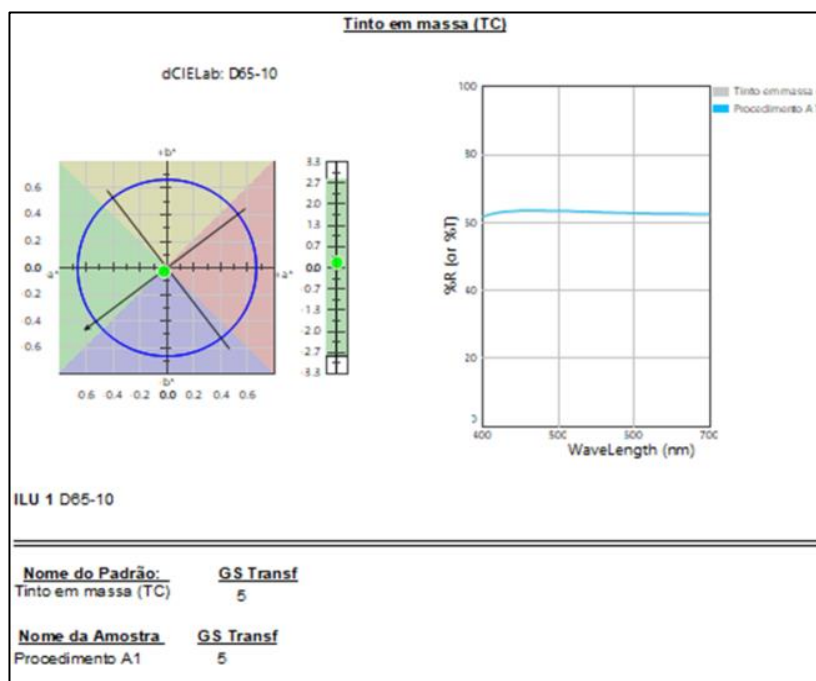 Tinto em massa (TC)
dCIELab: D65-10
+b*
0.6
0.4
0.2
0.0
-0.2
-0.4
-0.6
-b*
0.6 -0.4 -0.2 0.0 0.2 0.4 0.6
3.3
2.7
2.0
1.3
0.7
0.0
-0.7
-1.3
-2.0
-2.7
-3.3
100
80
60
40
20
0
%R (or %T)
400 500 600 700
WaveLength (nm)
Tinto em massa
Procedimento A1
ILU 1 D65-10
Nome do Padrão: GS Transf
Tinto em massa (TC) 5
Nome da Amostra GS Transf
Procedimento A1 5